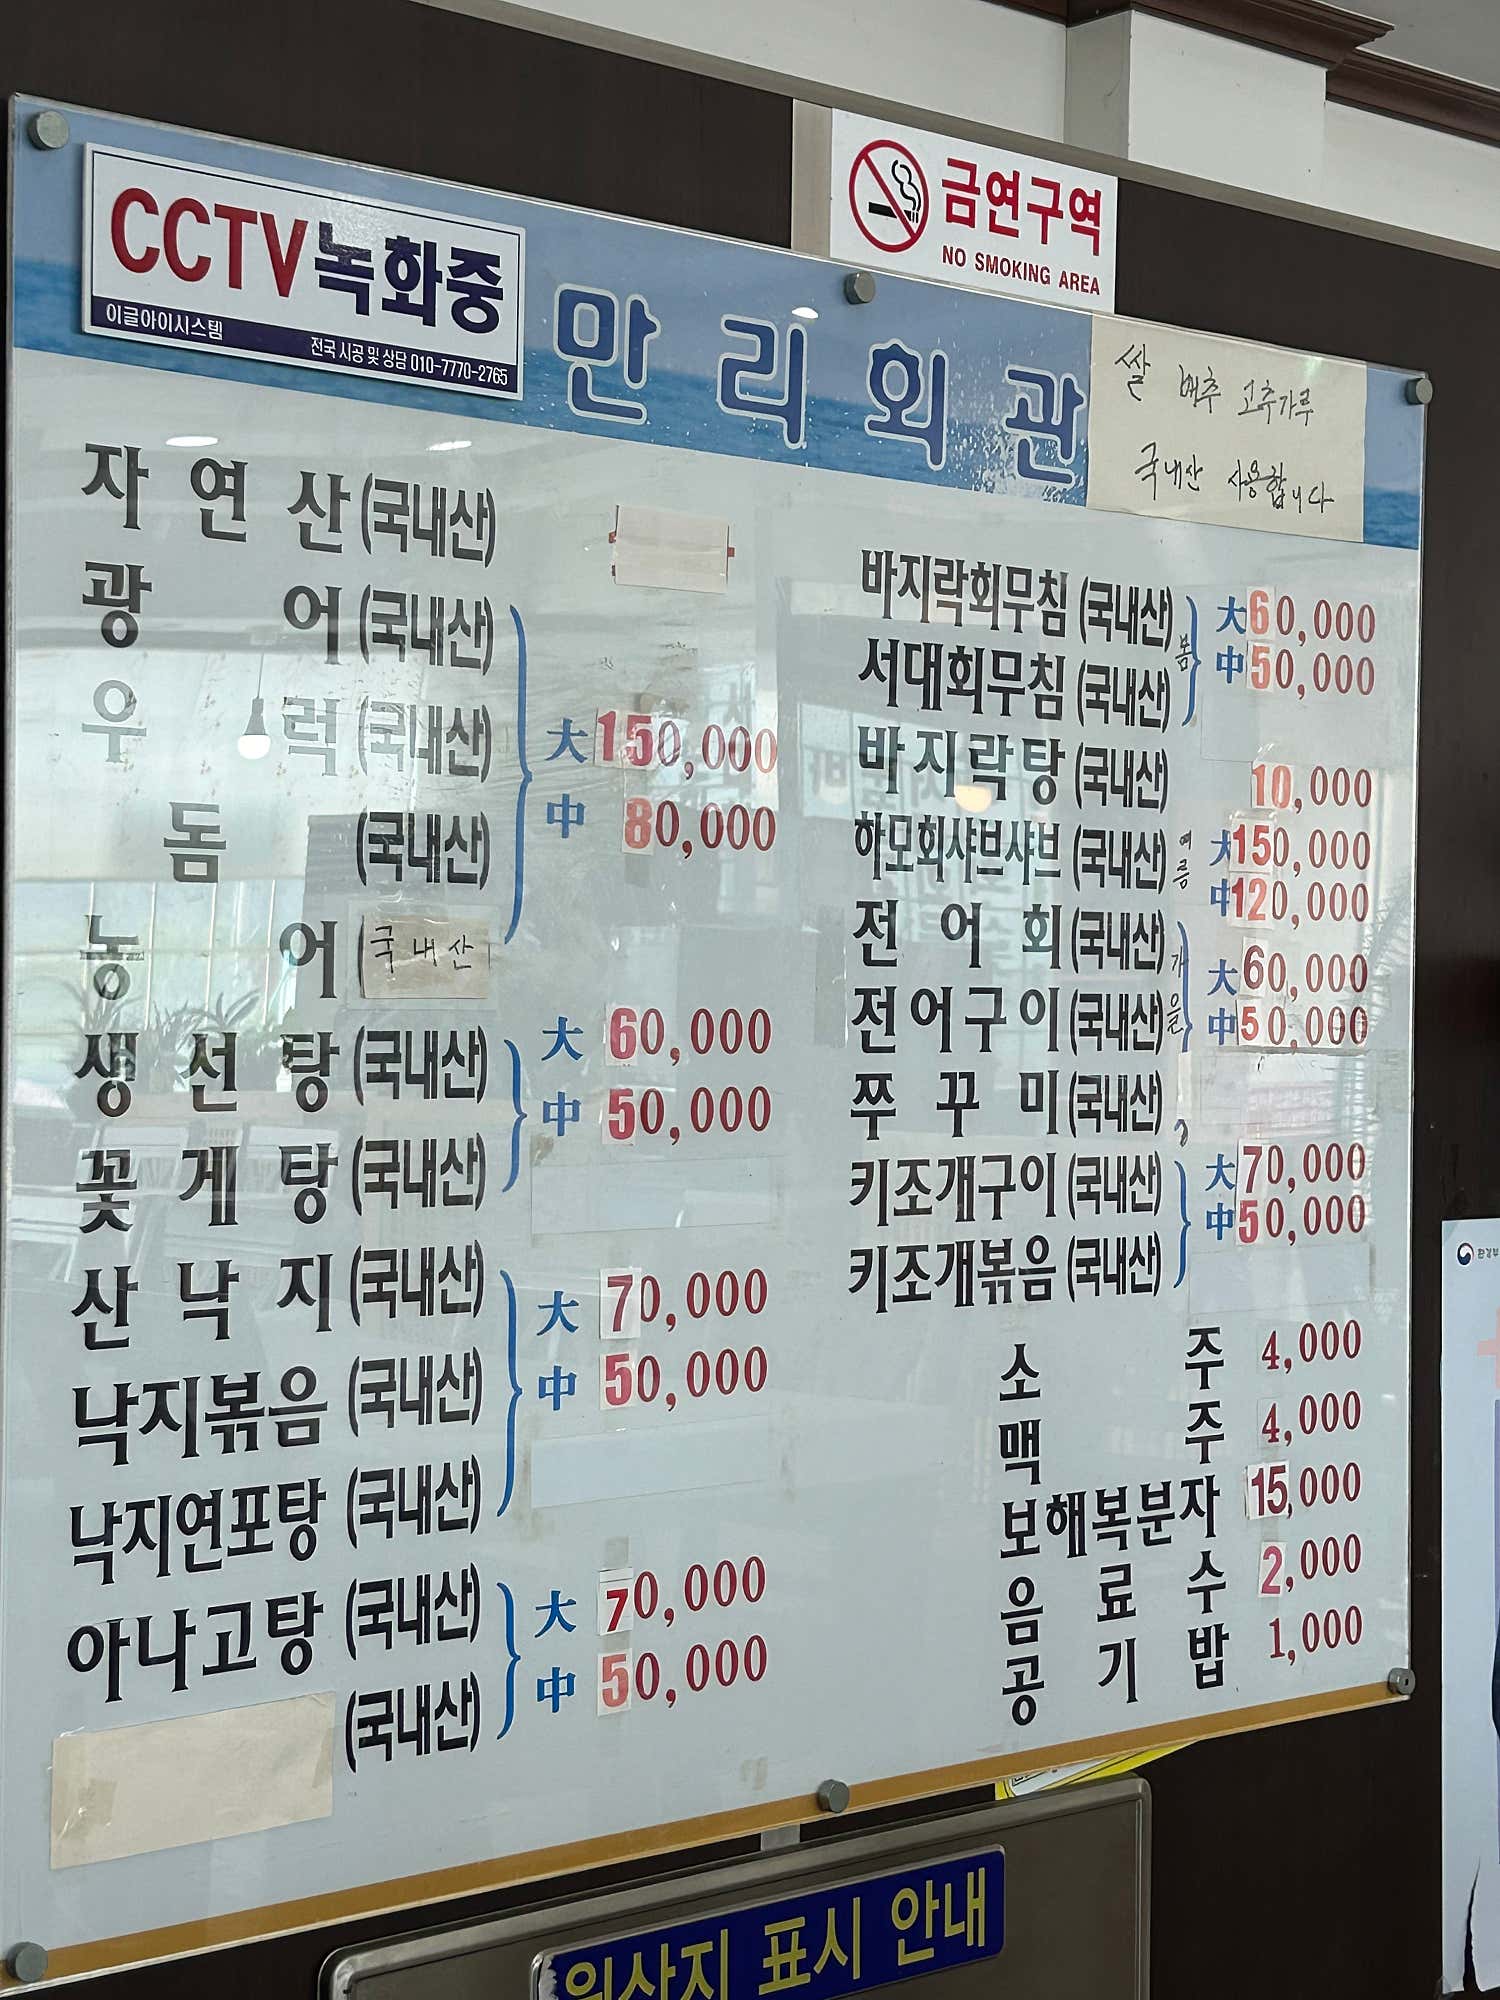 금연구역
NO SMOKING AREA
CCTV녹화중
이글아이시스템
전국 시공 및 상담 010-7770-2765
만리회관
쌀 배추 고추가루
국내산 사용합니다
자연산(국내산)
광어(국내산)
우럭(국내산)
돔(국내산)
농어 국내산
大150,000
中80,000
생선탕(국내산)
꽃게탕(국내산)
大60,000
中50,000
산낙지(국내산)
낙지볶음(국내산)
낙지연포탕(국내산)
大70,000
中50,000
아나고탕(국내산)
(국내산)
大70,000
中50,000
바지락회무침(국내산)
서대회무침(국내산)
봄
大60,000
中50,000
바지락탕(국내산) 10,000
하모회샤브샤브(국내산)
여름
大150,000
中120,000
전어회(국내산)
전어구이(국내산)
가을
大60,000
中50,000
쭈꾸미(국내산)
키조개구이(국내산)
키조개볶음(국내산)
大70,000
中50,000
소주 4,000
맥주 4,000
보해복분자 15,000
음료수 2,000
공기밥 1,000
원산지 표시 안내
환경부